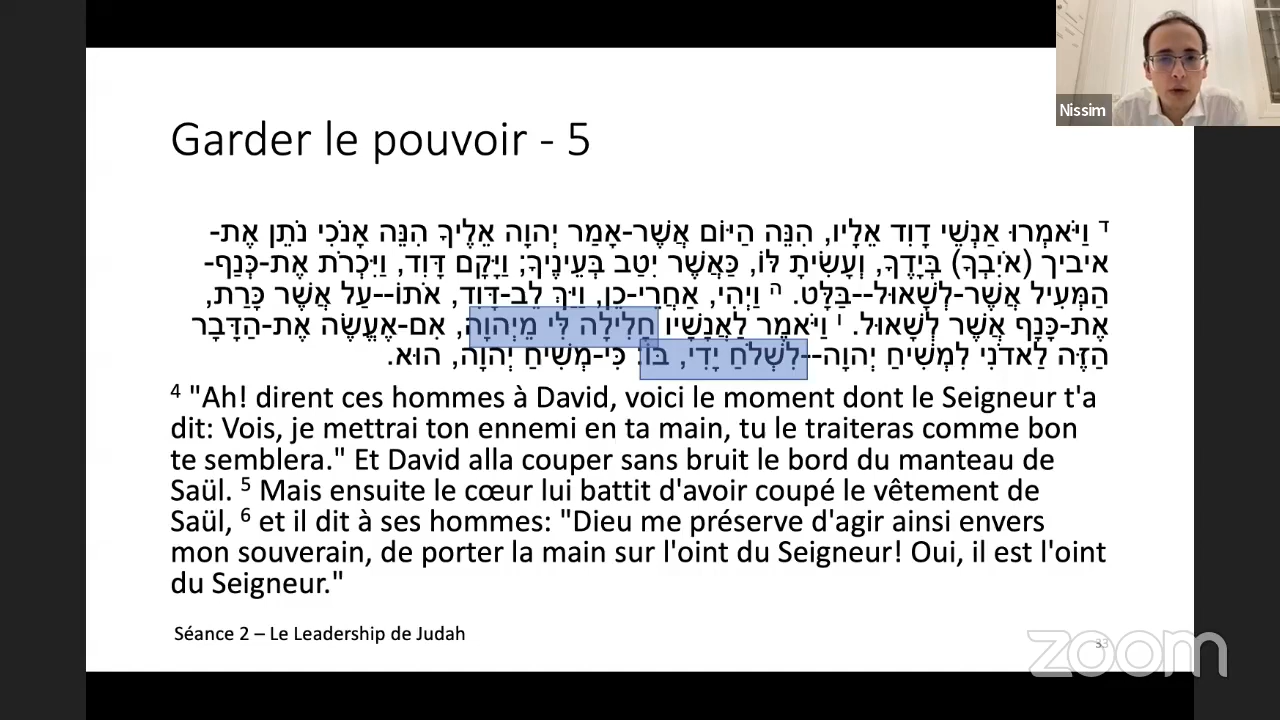 Nissim
Garder le pouvoir - 5
ד וַיֹּאמְרוּ אַנְשֵׁי דָוִד אֵלָיו, הִנֵּה הַיּוֹם אֲשֶׁר-אָמַר יְהוָה אֵלֶיךָ הִנֵּה אָנֹכִי נֹתֵן אֶת-
איביך (אֹיִבְךָ) בְּיָדֶךָ, וְעָשִׂיתָ לּוֹ, כַּאֲשֶׁר יִטַב בְּעֵינֶיךָ; וַיָּקָם דָּוִד, וַיִּכְרֹת אֶת-כְּנַף-
הַמְּעִיל אֲשֶׁר-לְשָׁאוּל--בַּלָּט. ה וַיְהִי, אַחֲרֵי-כֵן, וַיַּךְ לֵב-דָּוִד, אֹתוֹ--עַל אֲשֶׁר כָּרַת,
אֶת-כָּנָף אֲשֶׁר לְשָׁאוּל. ו וַיֹּאמֶר לַאֲנָשָׁיו חָלִילָה לִּי מֵיְהוָה, אִם-אֶעֱשֶׂה אֶת-הַדָּבָר
הַזֶּה לַאדֹנִי לִמְשִׁיחַ יְהוָה--לִשְׁלֹחַ יָדִי, בּוֹ: כִּי-מְשִׁיחַ יְהוָה, הוּא.
4 "Ah! dirent ces hommes à David, voici le moment dont le Seigneur t'a
dit: Vois, je mettrai ton ennemi en ta main, tu le traiteras comme bon
te semblera." Et David alla couper sans bruit le bord du manteau de
Saül. 5 Mais ensuite le cœur lui battit d'avoir coupé le vêtement de
Saül, 6 et il dit à ses hommes: "Dieu me préserve d'agir ainsi envers
mon souverain, de porter la main sur l'oint du Seigneur! Oui, il est l'oint
du Seigneur."
Séance 2 – Le Leadership de Judah
33
zoom